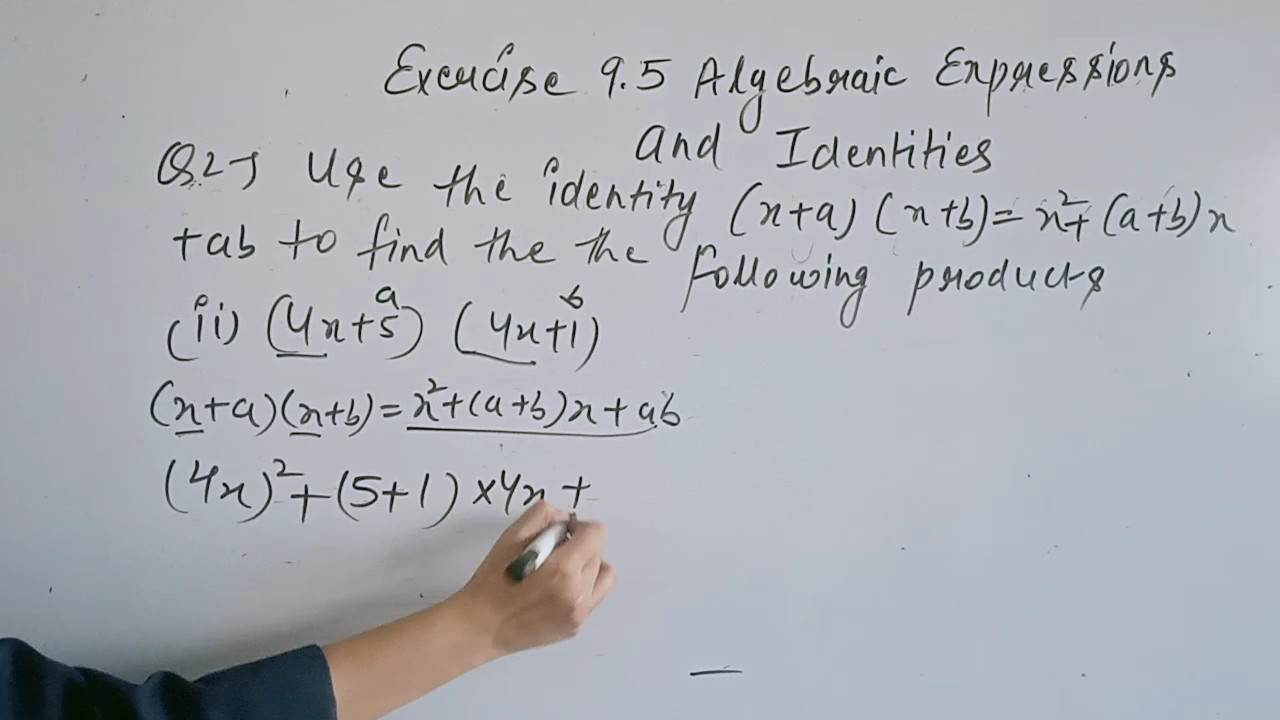 Exercise 9.5 Algebraic Expressions
and Identities
Q.2→ Use the identity (x+a)(x+b)=x²+(a+b)x
+ab to find the the following products
(ii) (4x+5) (4x+1)
a b
(x+a)(x+b)=x²+(a+b)x+ab
(4x)²+(5+1)×4x+